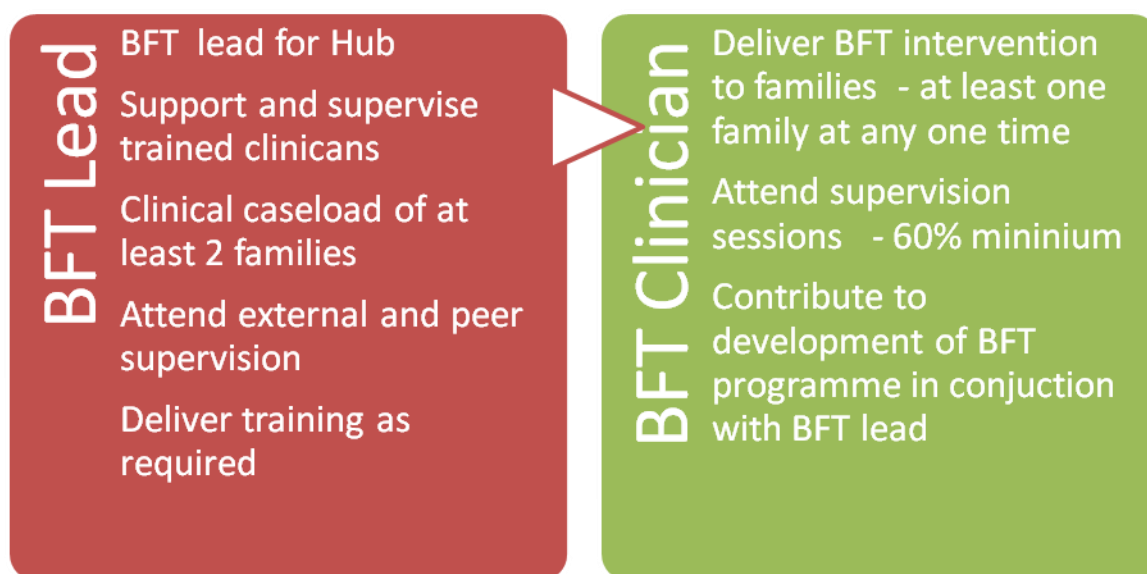 BFT Lead
BFT lead for Hub
Support and supervise
trained clinicans
Clinical caseload of at
least 2 families
Attend external and peer
supervision
Deliver training as
required
BFT Clinician
Deliver BFT intervention
to families - at least one
family at any one time
Attend supervision
sessions - 60% mininium
Contribute to
development of BFT
programme in conjuction
with BFT lead